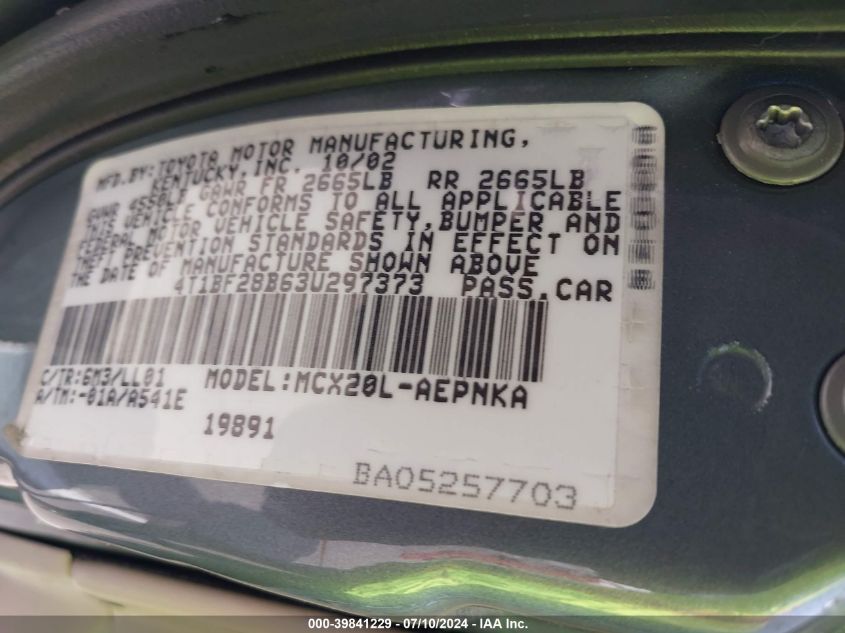 MFD.BY:TOYOTA MOTOR MANUFACTURING,
KENTUCKY,INC. 10/02
GVWR 4550LB GAWR FR 2665LB RR 2665LB
THIS VEHICLE CONFORMS TO ALL APPLICABLE
FEDERAL MOTOR VEHICLE SAFETY,BUMPER AND
THEFT PREVENTION STANDARDS IN EFFECT ON
THE DATE OF MANUFACTURE SHOWN ABOVE
4T1BF28B63U297373 PASS.CAR
C/TR:6M3/LL01 MODEL:MCX20L-AEPNKA
A/TM:-01A/A541E
19891
BA05257703
000-39841229 - 07/10/2024 - IAA Inc.